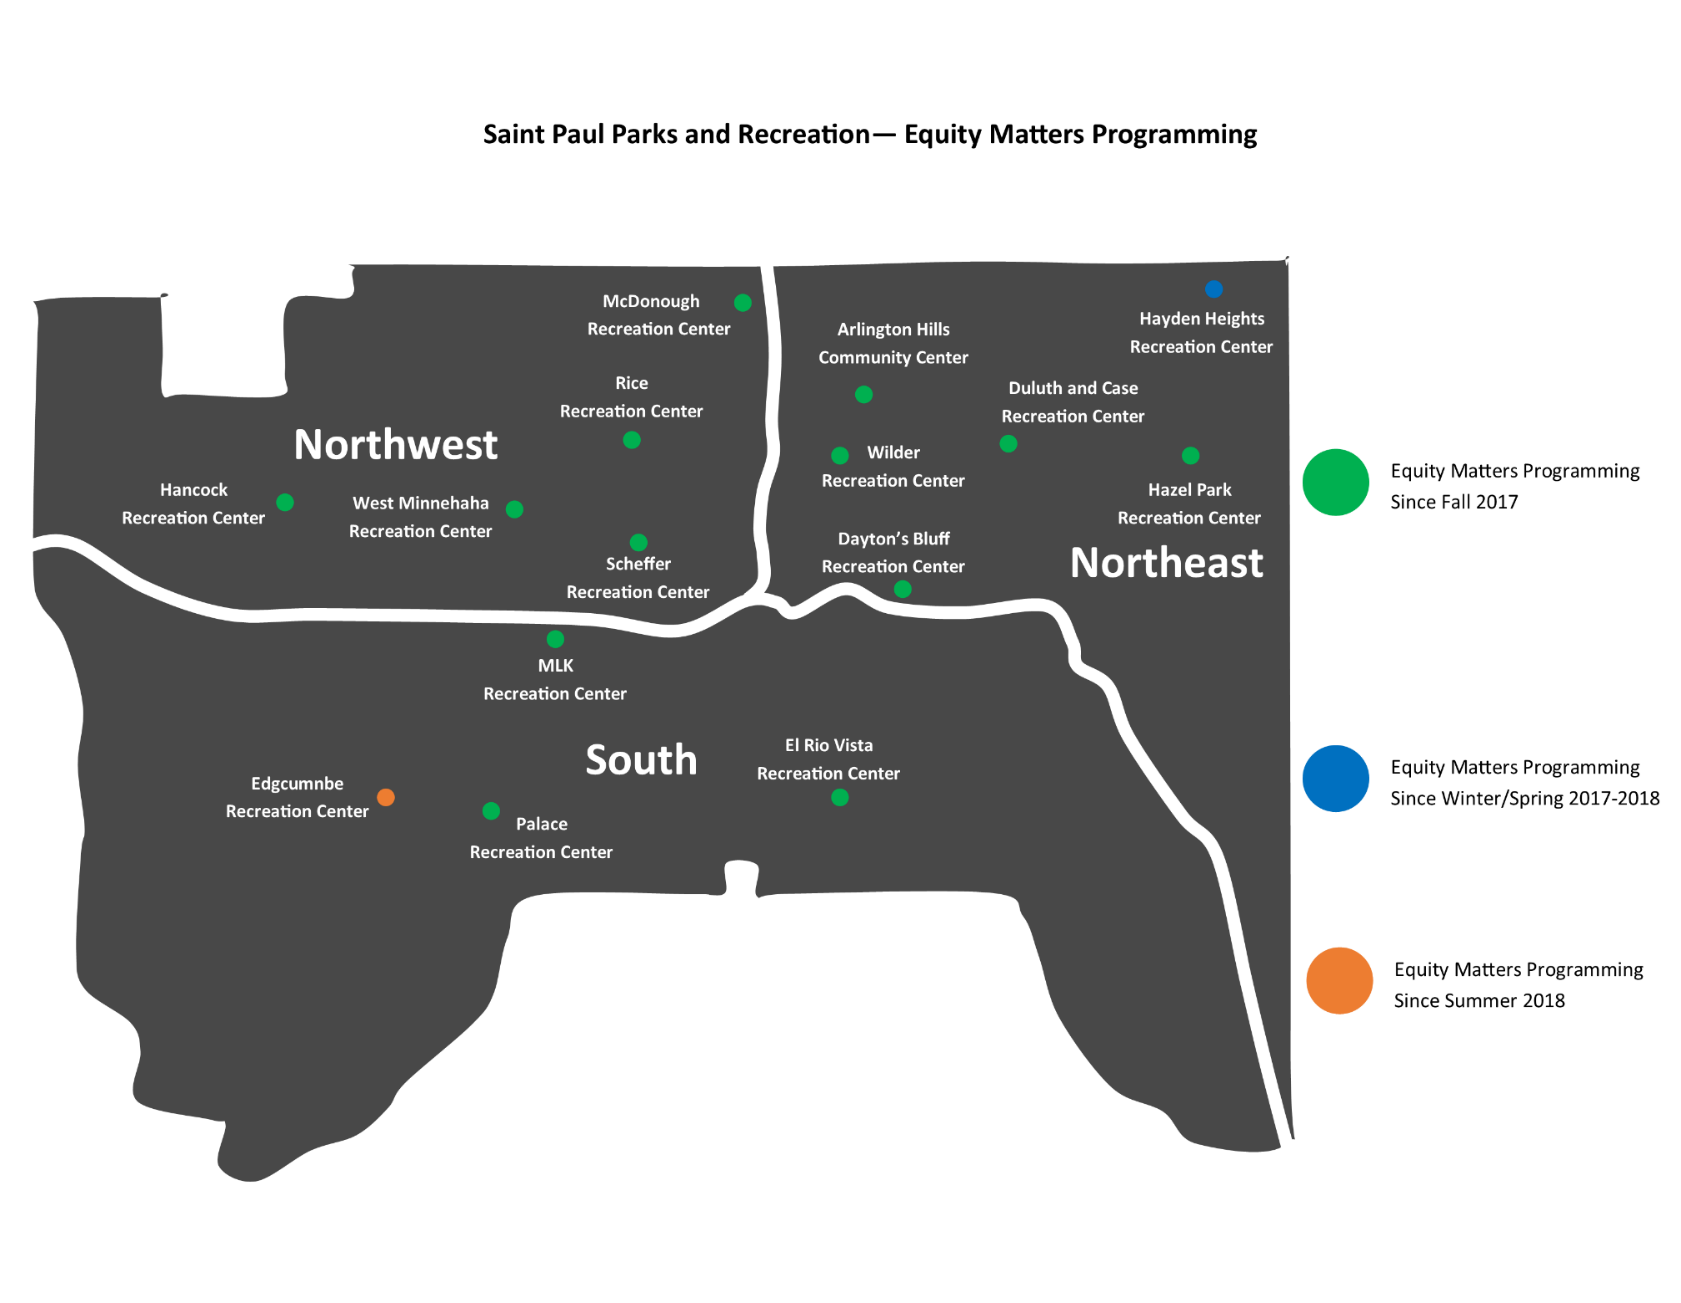 Saint Paul Parks and Recreation— Equity Matters Programming
McDonough
Recreation Center
Rice
Recreation Center
Northwest
Hancock
Recreation Center
West Minnehaha
Recreation Center
Scheffer
Recreation Center
Arlington Hills
Community Center
Hayden Heights
Recreation Center
Duluth and Case
Recreation Center
Wilder
Recreation Center
Hazel Park
Recreation Center
Dayton’s Bluff
Recreation Center
Northeast
MLK
Recreation Center
South
El Rio Vista
Recreation Center
Edgcumnbe
Recreation Center
Palace
Recreation Center
Equity Matters Programming
Since Fall 2017
Equity Matters Programming
Since Winter/Spring 2017-2018
Equity Matters Programming
Since Summer 2018